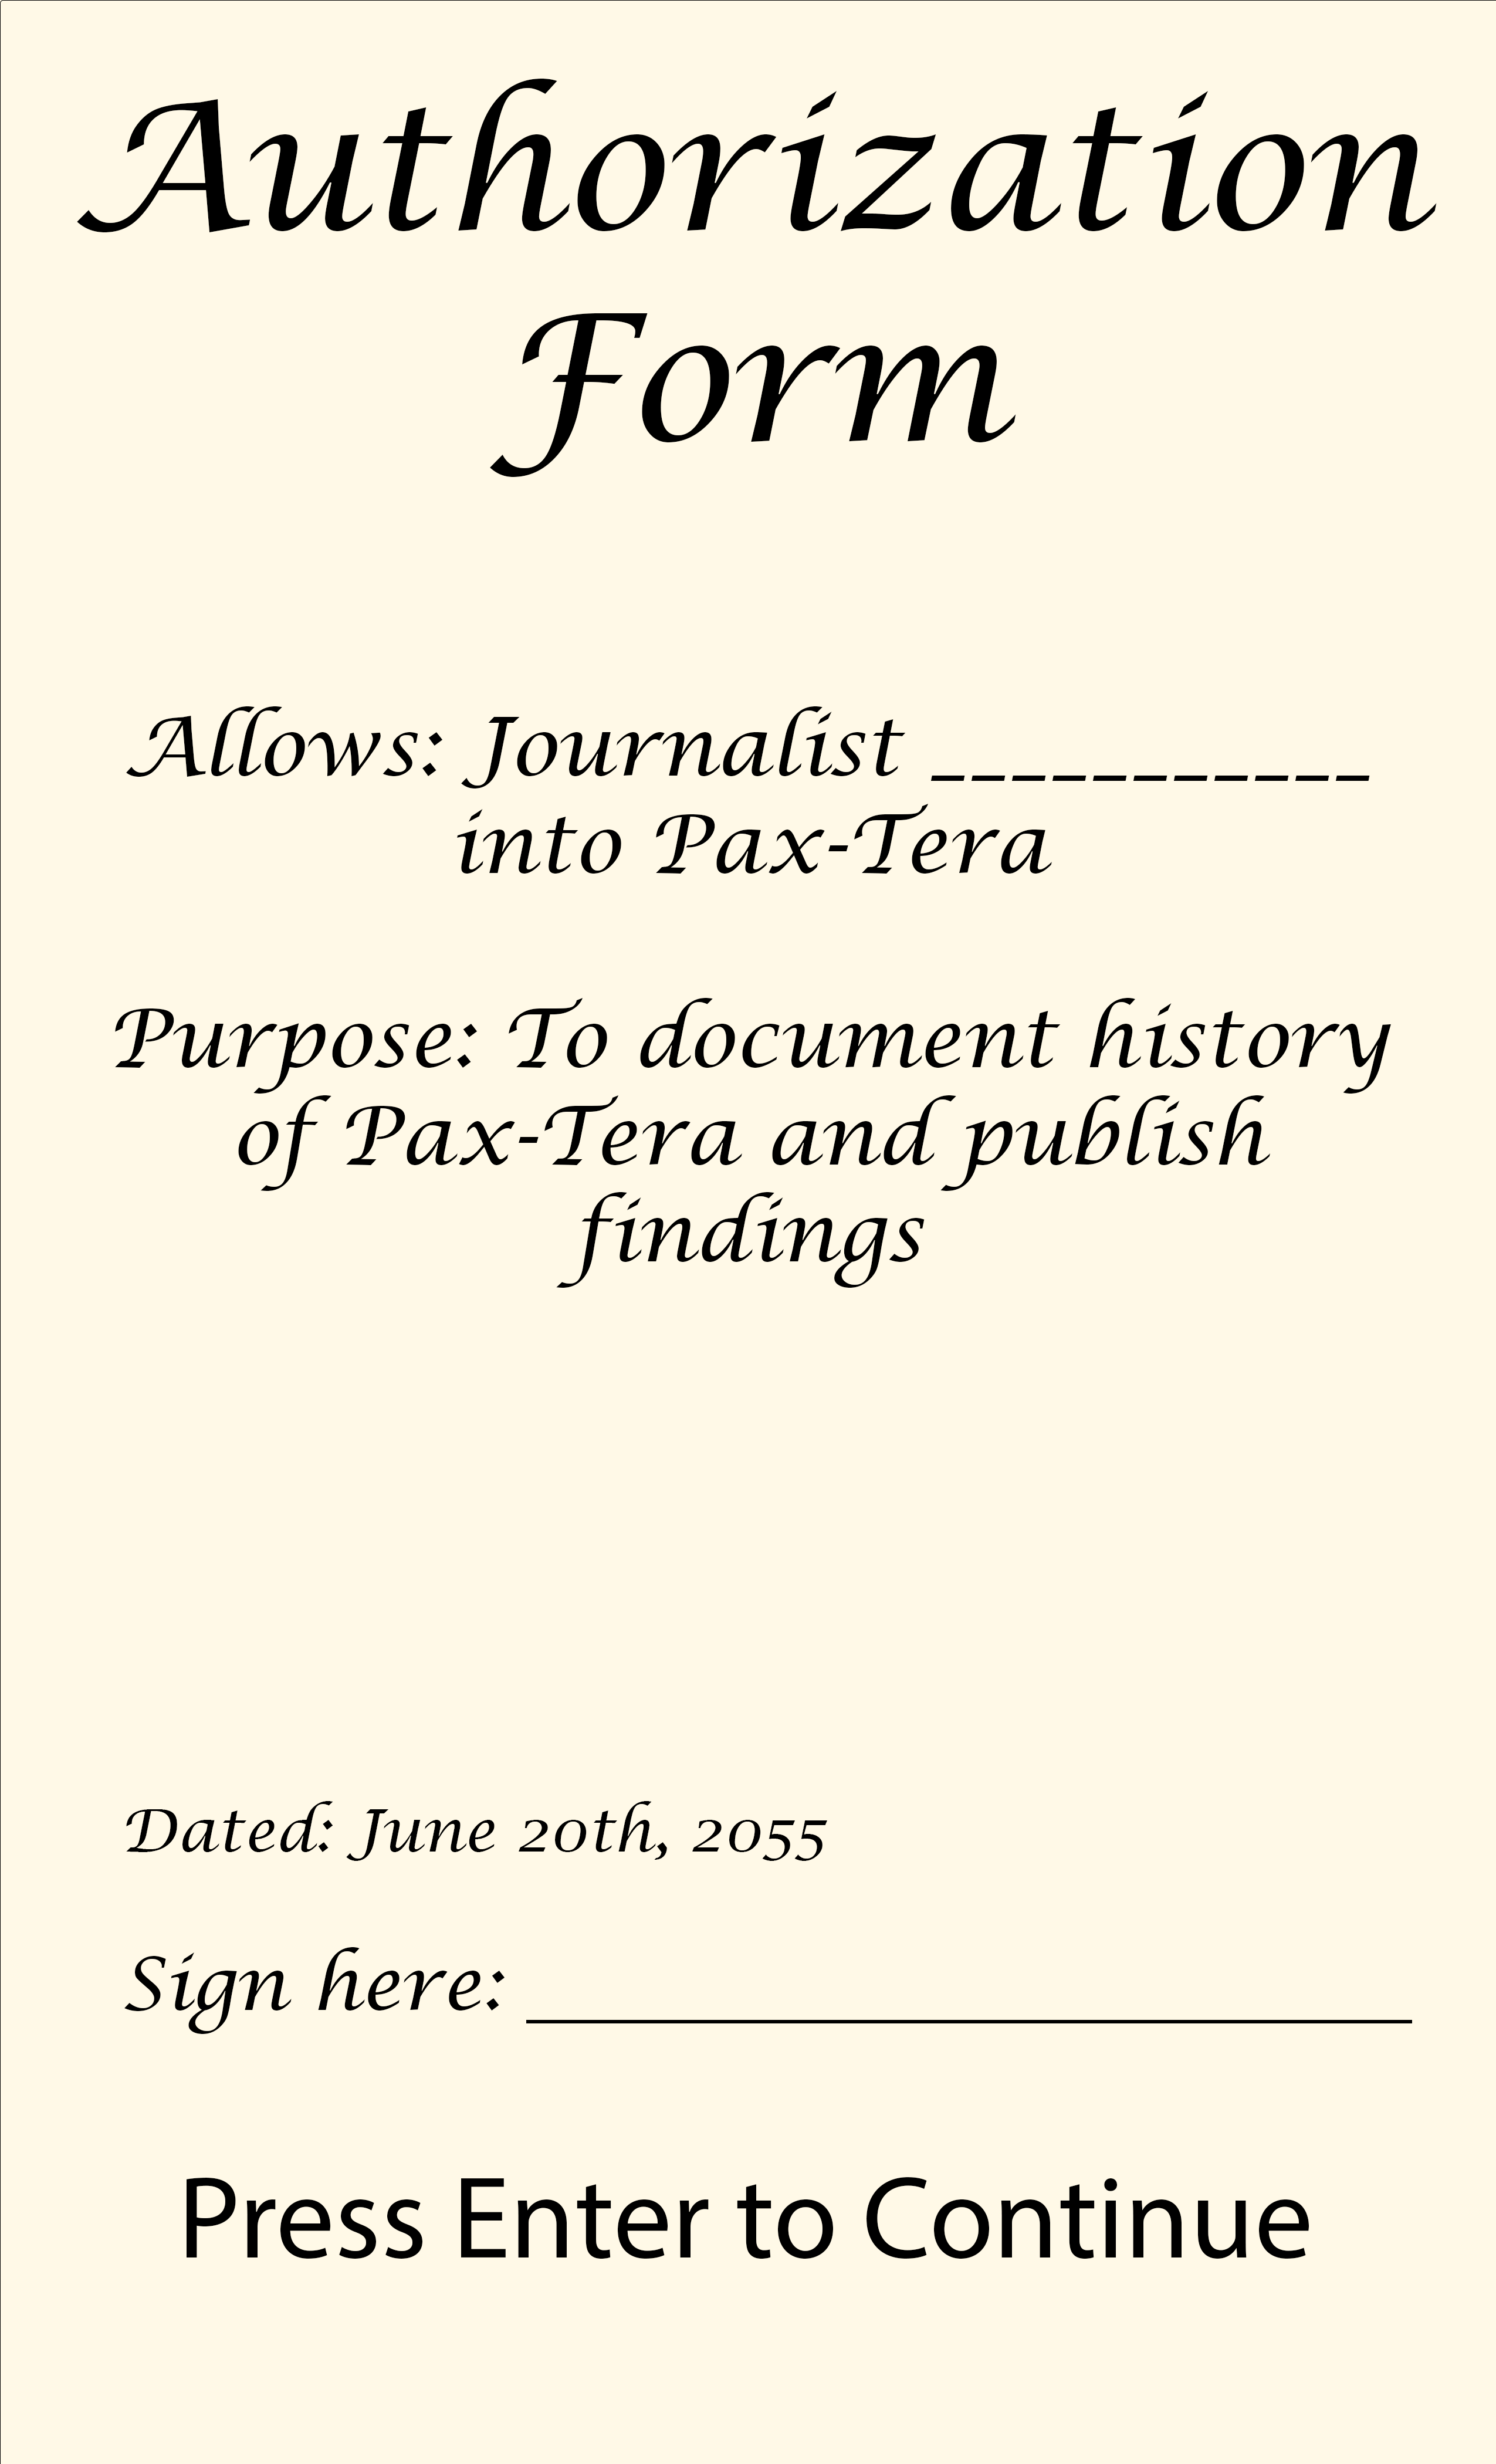 Authorization
Form
Allows: Journalist ___________
into Pax-Tera
Purpose: To document history
of Pax-Tera and publish
findings
Dated: June 20th, 2055
Sign here: ____________________
Press Enter to Continue